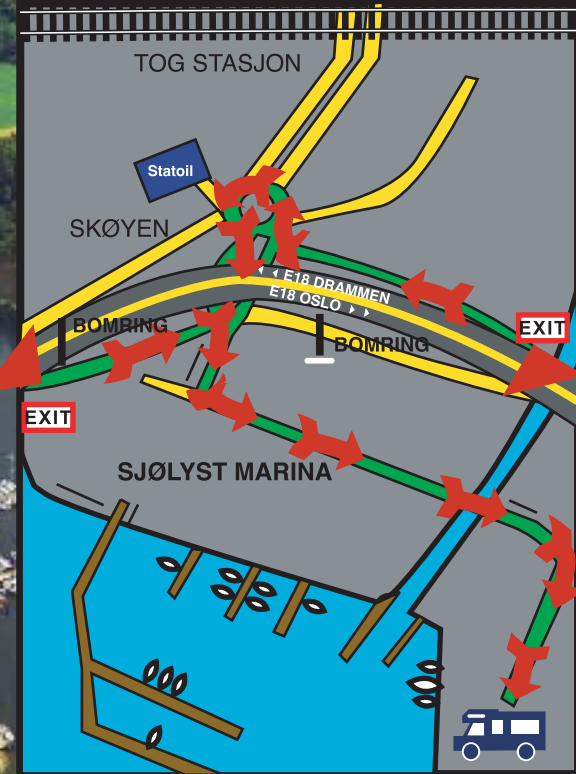 TOG STASJON
Statoil
SKØYEN
E18 DRAMMEN
E18 OSLO
BOMRING
EXIT
BOMRING
EXIT
SJØLYST MARINA